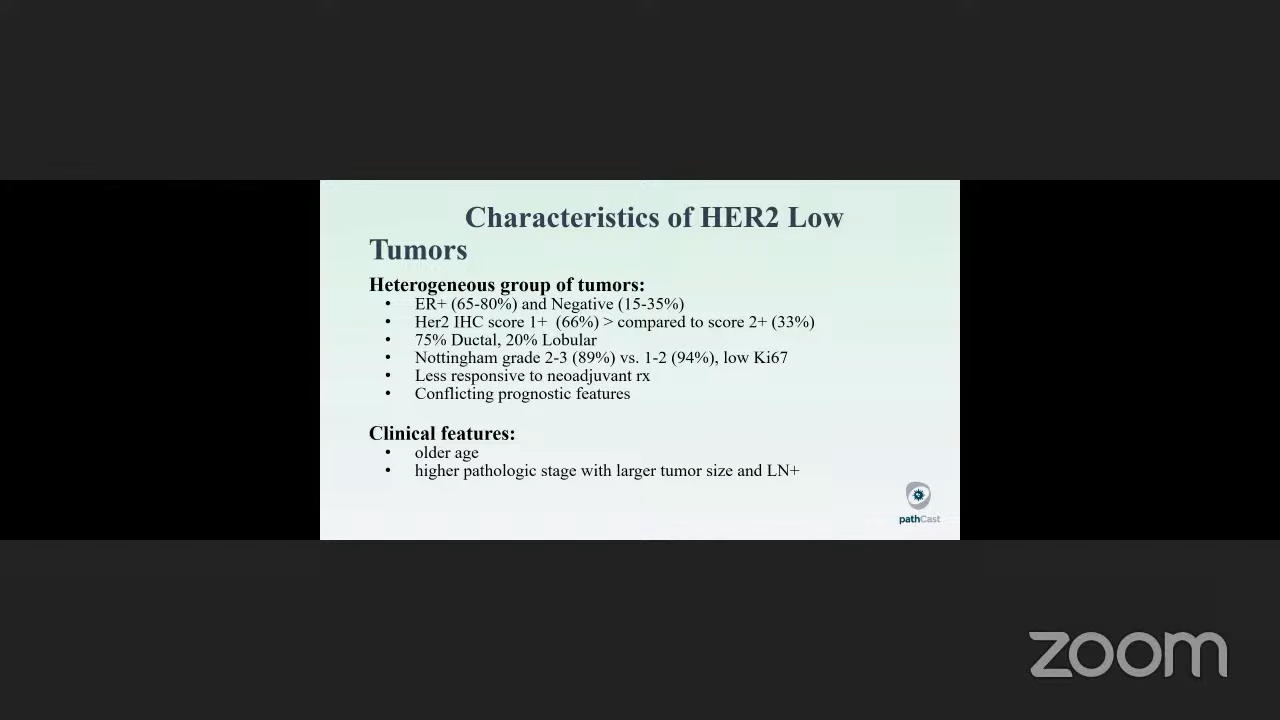 Characteristics of HER2 Low
Tumors
Heterogeneous group of tumors:
• ER+ (65-80%) and Negative (15-35%)
• Her2 IHC score 1+ (66%) > compared to score 2+ (33%)
• 75% Ductal, 20% Lobular
• Nottingham grade 2-3 (89%) vs. 1-2 (94%), low Ki67
• Less responsive to neoadjuvant rx
• Conflicting prognostic features
Clinical features:
• older age
• higher pathologic stage with larger tumor size and LN+
pathCast
zoom